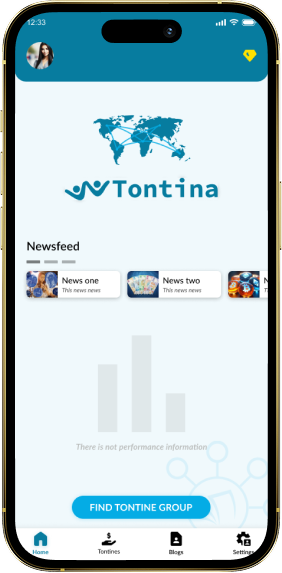 12:33
Tontina
Newsfeed
News one
This news news
News two
This news news
N
T
There is not performance information
FIND TONTINE GROUP
Home
Tontines
Blogs
Settings